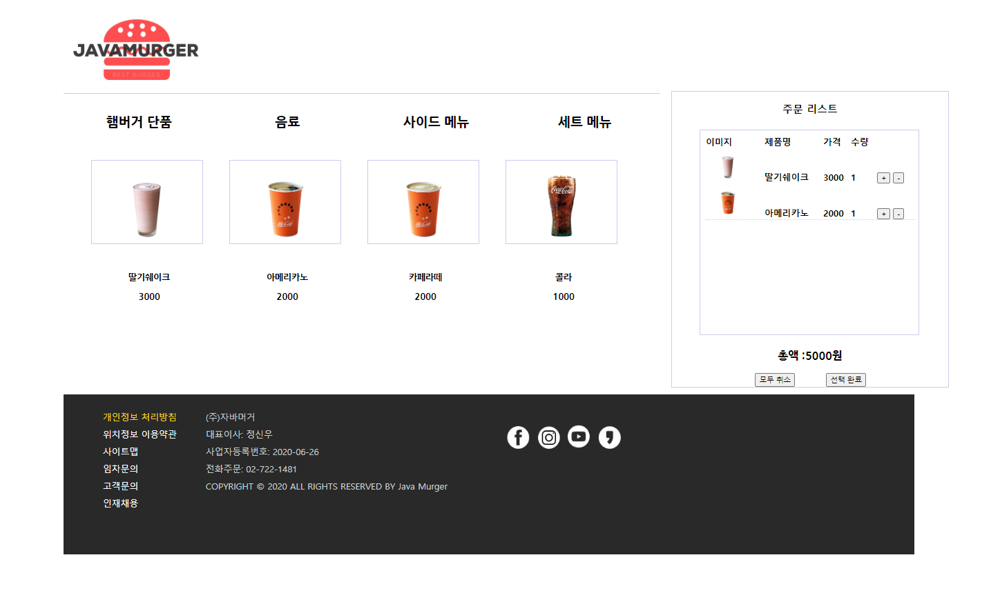 JAVAMURGER
BEST BURGER
햄버거 단품 음료 사이드 메뉴 세트 메뉴
딸기쉐이크 아메리카노 카페라떼 콜라
3000 2000 2000 1000
McCafé
McCafé
Coca-Cola
주문 리스트
이미지 제품명 가격 수량
딸기쉐이크 3000 1 + -
아메리카노 2000 1 + -
총액 :5000원
모두 취소 선택 완료
개인정보 처리방침
위치정보 이용약관
사이트맵
임차문의
고객문의
인재채용
(주)자바머거
대표이사: 정신우
사업자등록번호: 2020-06-26
전화주문: 02-722-1481
COPYRIGHT © 2020 ALL RIGHTS RESERVED BY Java Murger